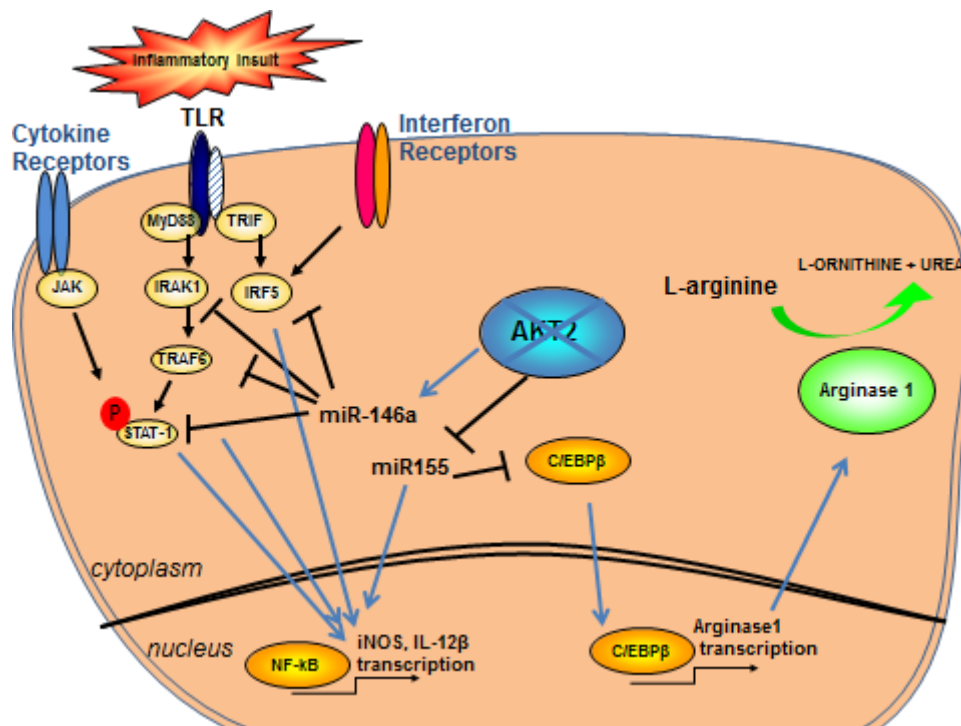 Inflammatory Insult
TLR
Cytokine
Receptors
Interferon
Receptors
MyD88
TRIF
JAK
IRAK1
IRF5
L-ORNITHINE + UREA
L-arginine
AKT2
TRAF6
Arginase 1
P
STAT-1
miR-146a
miR155
C/EBPβ
cytoplasm
nucleus
NF-kB
iNOS, IL-12β
transcription
C/EBPβ
Arginase1
transcription